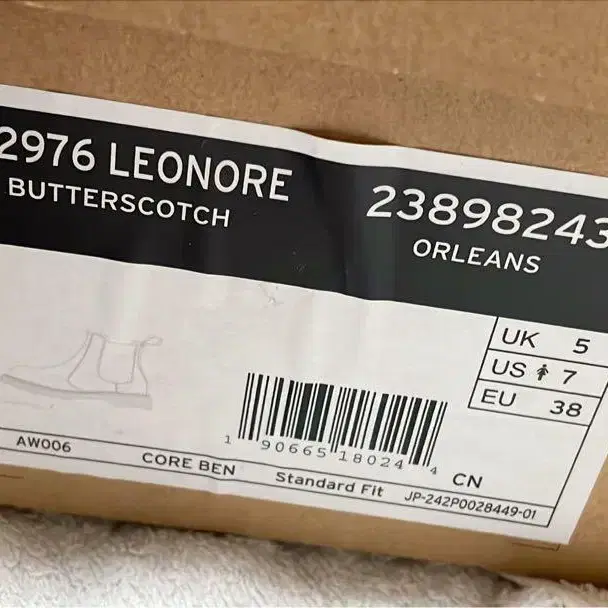 2976 LEONORE
BUTTERSCOTCH
23898243
ORLEANS
UK 5
US 7
EU 38
1 90665 18024 4
CN
AW006
CORE BEN
Standard Fit
JP-242P0028449-01